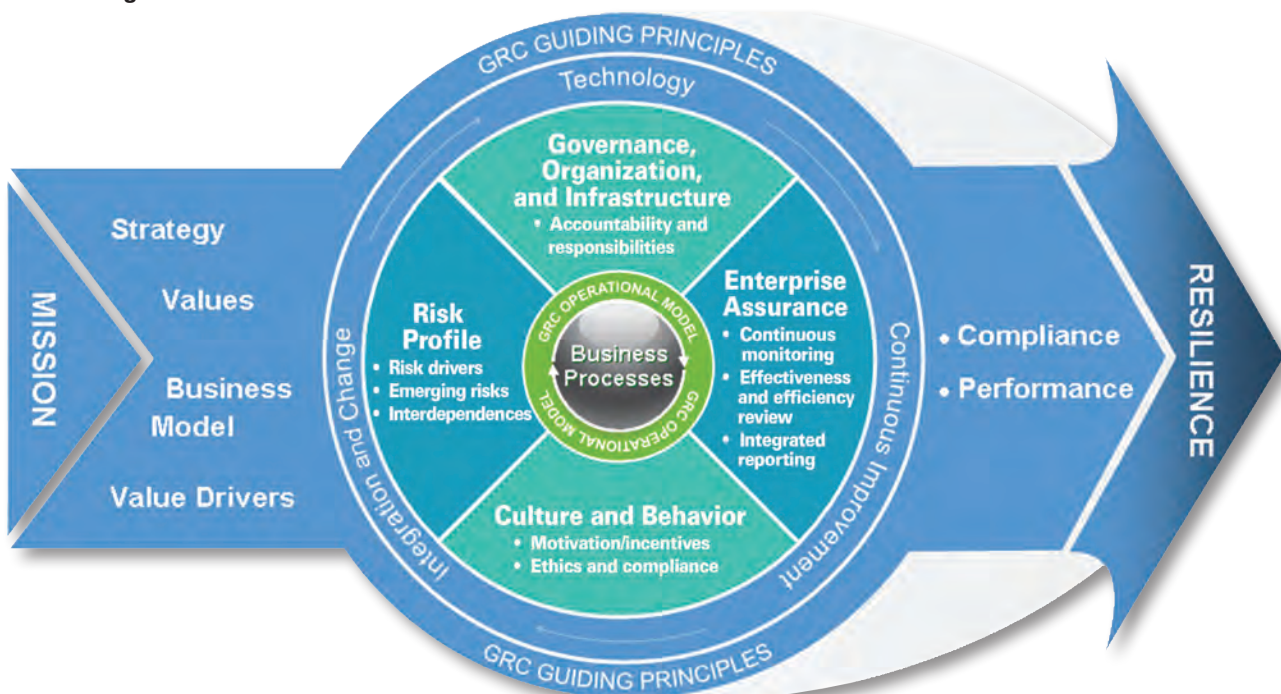 GRC GUIDING PRINCIPLES
Technology
MISSION
Strategy
Values
Business
Model
Value Drivers
Integration and Change
Governance,
Organization,
and Infrastructure
• Accountability and
responsibilities
Risk
Profile
• Risk drivers
• Emerging risks
• Interdependences
GRC OPERATIONAL MODEL
Business
Processes
GRC OPERATIONAL MODEL
Enterprise
Assurance
• Continuous
monitoring
• Effectiveness
and efficiency
review
• Integrated
reporting
Culture and Behavior
• Motivation/incentives
• Ethics and compliance
Continuous Improvement
• Compliance
• Performance
RESILIENCE
GRC GUIDING PRINCIPLES